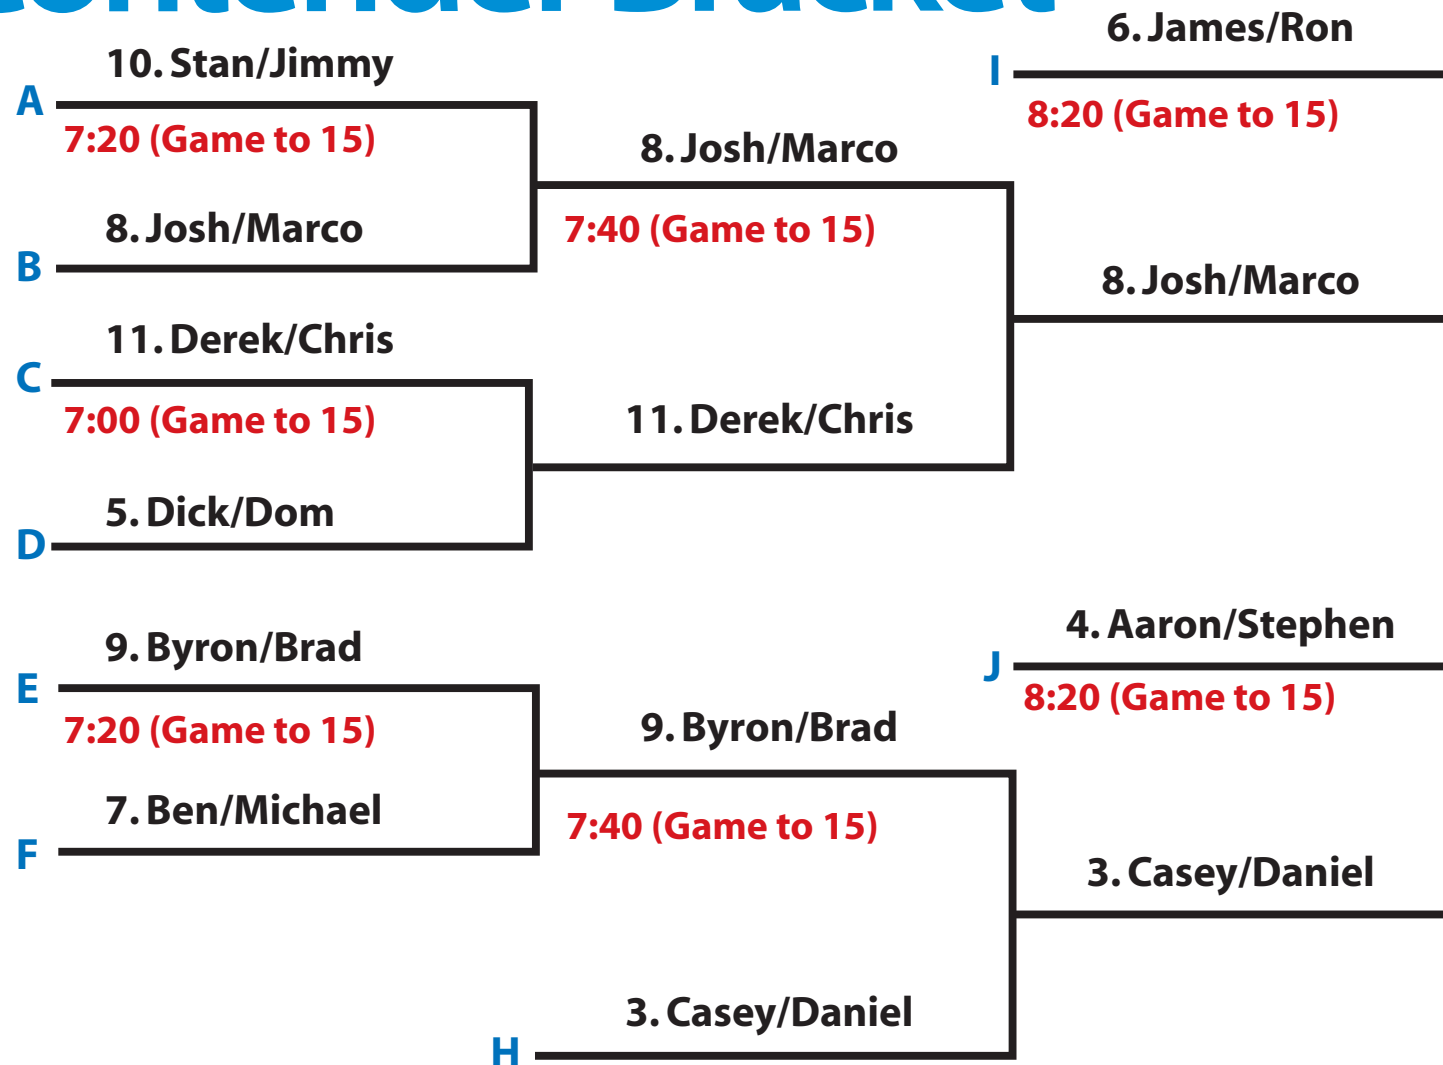 Contender Bracket
10. Stan/Jimmy
A
7:20 (Game to 15)
8. Josh/Marco
B
11. Derek/Chris
C
7:00 (Game to 15)
5. Dick/Dom
D
8. Josh/Marco
7:40 (Game to 15)
11. Derek/Chris
6. James/Ron
I
8:20 (Game to 15)
8. Josh/Marco
9. Byron/Brad
E
7:20 (Game to 15)
7. Ben/Michael
F
9. Byron/Brad
7:40 (Game to 15)
3. Casey/Daniel
H
4. Aaron/Stephen
J
8:20 (Game to 15)
3. Casey/Daniel